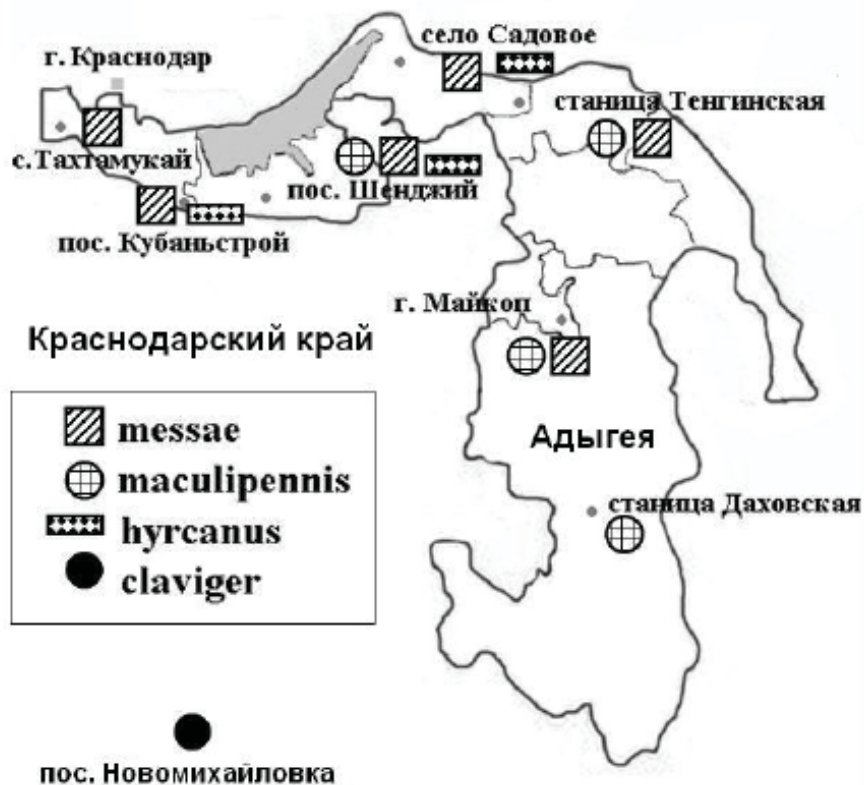 село Садовое
г. Краснодар
станица Тенгинская
с.Тахтамукай
пос. Шенджий
пос. Кубаньстрой
г. Майкоп
Краснодарский край
messae
maculipennis
hyrcanus
claviger
Адыгея
станица Даховская
пос. Новомихайловка